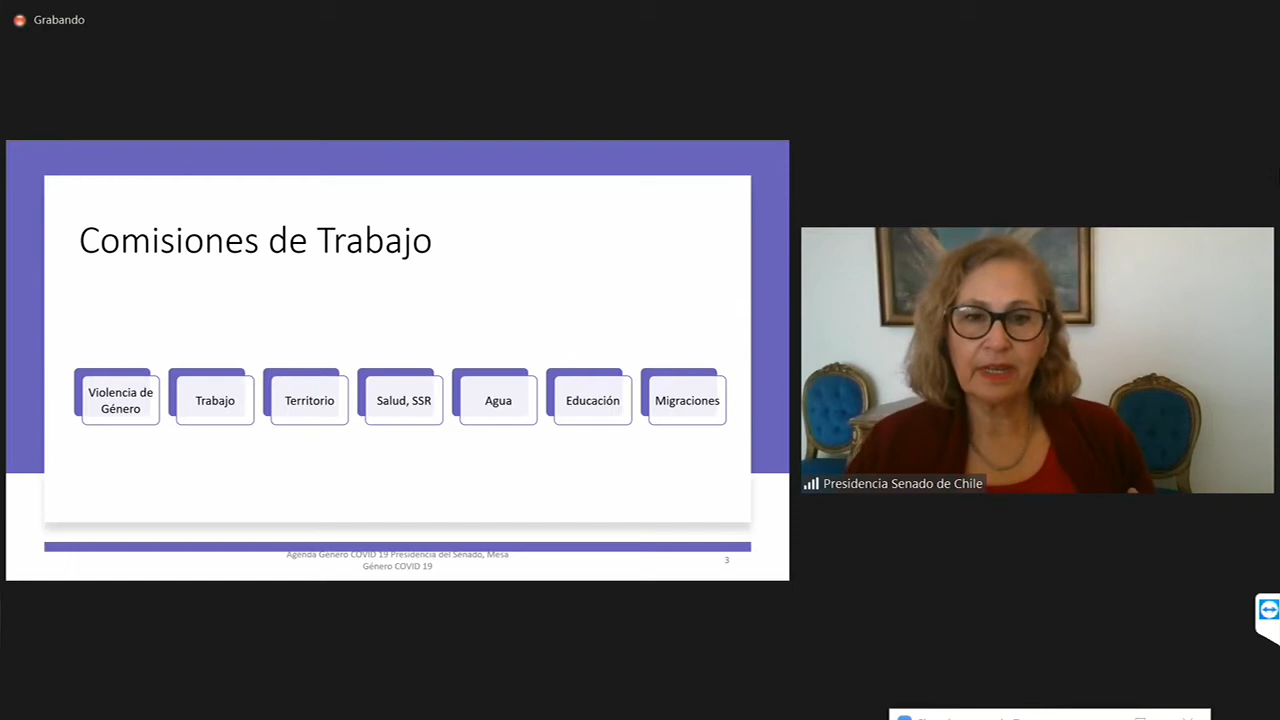 Grabando
Comisiones de Trabajo
Violencia de
Género
Trabajo
Territorio
Salud, SSR
Agua
Educación
Migraciones
Agenda Genero COVID 19 Presidencia del Senado, Mesa
Género COVID 19
3
Presidencia Senado de Chile